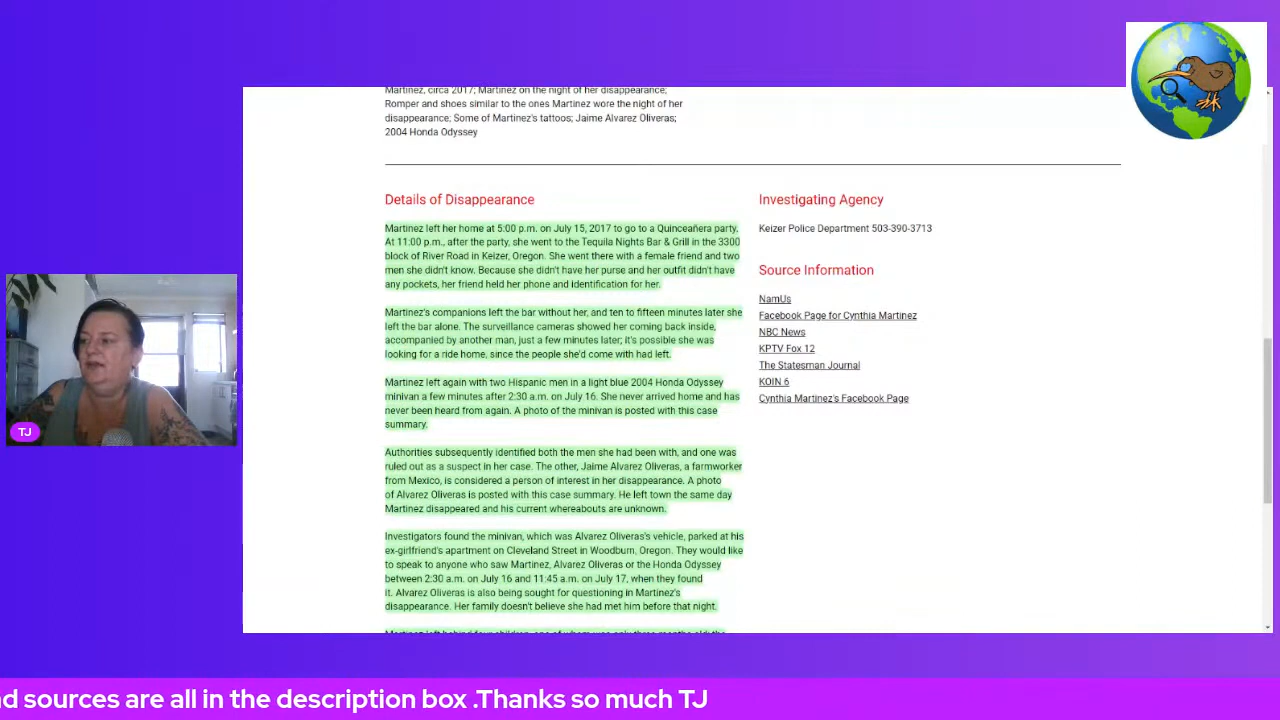 Martinez, circa 2017; Martinez on the night of her disappearance;
Romper and shoes similar to the ones Martinez wore the night of her
disappearance; Some of Martinez's tattoos; Jaime Alvarez Oliveras;
2004 Honda Odyssey
Details of Disappearance
Martinez left her home at 5:00 p.m. on July 15, 2017 to go to a Quinceañera party.
At 11:00 p.m., after the party, she went to the Tequila Nights Bar & Grill in the 3300
block of River Road in Keizer, Oregon. She went there with a female friend and two
men she didn't know. Because she didn't have her purse and her outfit didn't have
any pockets, her friend held her phone and identification for her.
Martinez's companions left the bar without her, and ten to fifteen minutes later she
left the bar alone. The surveillance cameras showed her coming back inside,
accompanied by another man, just a few minutes later; it's possible she was
looking for a ride home, since the people she'd come with had left.
Martinez left again with two Hispanic men in a light blue 2004 Honda Odyssey
minivan a few minutes after 2:30 a.m. on July 16. She never arrived home and has
never been heard from again. A photo of the minivan is posted with this case
summary.
Authorities subsequently identified both the men she had been with, and one was
ruled out as a suspect in her case. The other, Jaime Alvarez Oliveras, a farmworker
from Mexico, is considered a person of interest in her disappearance. A photo
of Alvarez Oliveras is posted with this case summary. He left town the same day
Martinez disappeared and his current whereabouts are unknown.
Investigators found the minivan, which was Alvarez Oliveras's vehicle, parked at his
ex-girlfriend's apartment on Cleveland Street in Woodburn, Oregon. They would like
to speak to anyone who saw Martinez, Alvarez Oliveras or the Honda Odyssey
between 2:30 a.m. on July 16 and 11:45 a.m. on July 17, when they found
it. Alvarez Oliveras is also being sought for questioning in Martinez's
disappearance. Her family doesn't believe she had met him before that night.
Martinez left behind four children, one of whom was only three months old; the
Investigating Agency
Keizer Police Department 503-390-3713
Source Information
NamUs
Facebook Page for Cynthia Martinez
NBC News
KPTV Fox 12
The Statesman Journal
KOIN 6
Cynthia Martinez's Facebook Page
TJ
d sources are all in the description box .Thanks so much TJ